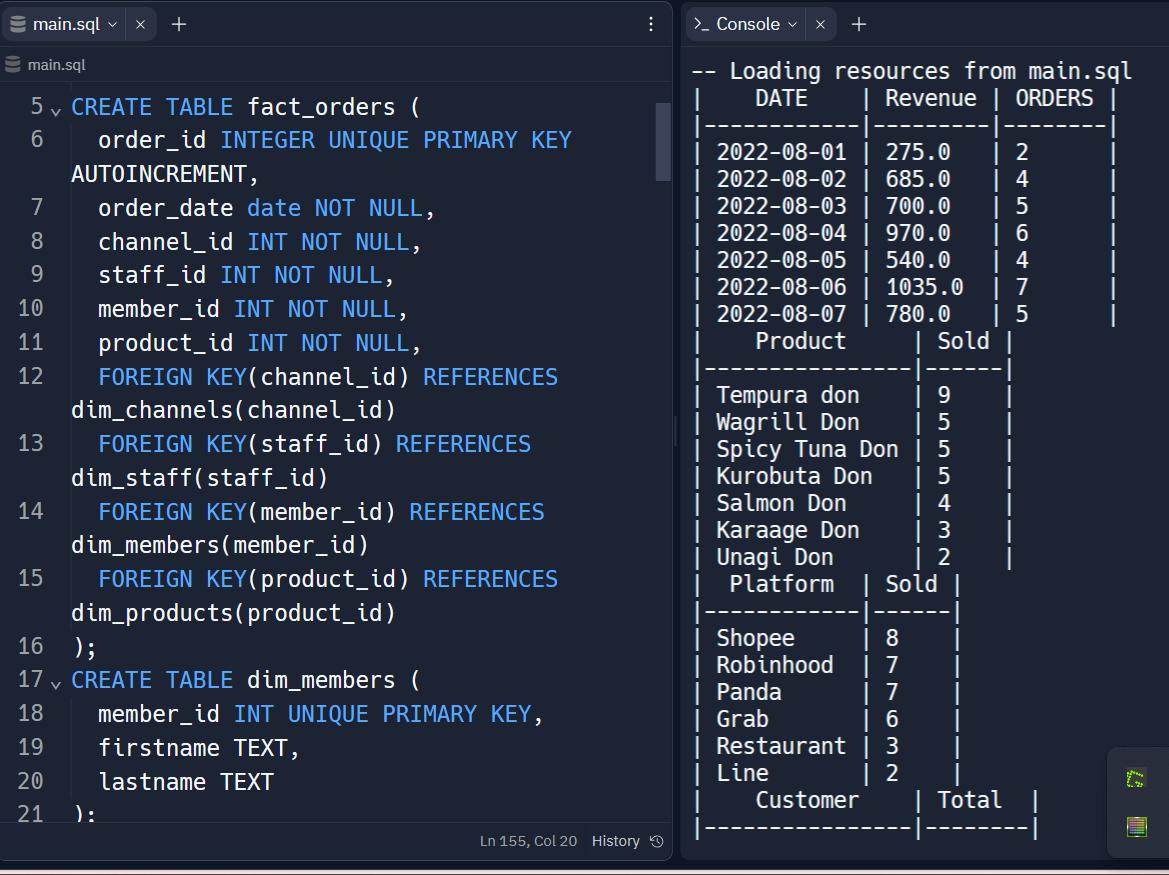 main.sql
main.sql
5 CREATE TABLE fact_orders (
6 order_id INTEGER UNIQUE PRIMARY KEY
AUTOINCREMENT,
7 order_date date NOT NULL,
8 channel_id INT NOT NULL,
9 staff_id INT NOT NULL,
10 member_id INT NOT NULL,
11 product_id INT NOT NULL,
12 FOREIGN KEY(channel_id) REFERENCES
dim_channels(channel_id)
13 FOREIGN KEY(staff_id) REFERENCES
dim_staff(staff_id)
14 FOREIGN KEY(member_id) REFERENCES
dim_members(member_id)
15 FOREIGN KEY(product_id) REFERENCES
dim_products(product_id)
16 );
17 CREATE TABLE dim_members (
18 member_id INT UNIQUE PRIMARY KEY,
19 firstname TEXT,
20 lastname TEXT
21 );
Ln 155, Col 20 History
>_ Console
-- Loading resources from main.sql
| DATE | Revenue | ORDERS |
|------------|---------|--------|
| 2022-08-01 | 275.0 | 2 |
| 2022-08-02 | 685.0 | 4 |
| 2022-08-03 | 700.0 | 5 |
| 2022-08-04 | 970.0 | 6 |
| 2022-08-05 | 540.0 | 4 |
| 2022-08-06 | 1035.0 | 7 |
| 2022-08-07 | 780.0 | 5 |
| Product | Sold |
|----------------|------|
| Tempura don | 9 |
| Wagrill Don | 5 |
| Spicy Tuna Don | 5 |
| Kurobuta Don | 5 |
| Salmon Don | 4 |
| Karaage Don | 3 |
| Unagi Don | 2 |
| Platform | Sold |
|------------|------|
| Shopee | 8 |
| Robinhood | 7 |
| Panda | 7 |
| Grab | 6 |
| Restaurant | 3 |
| Line | 2 |
| Customer | Total |
|----------------|--------|